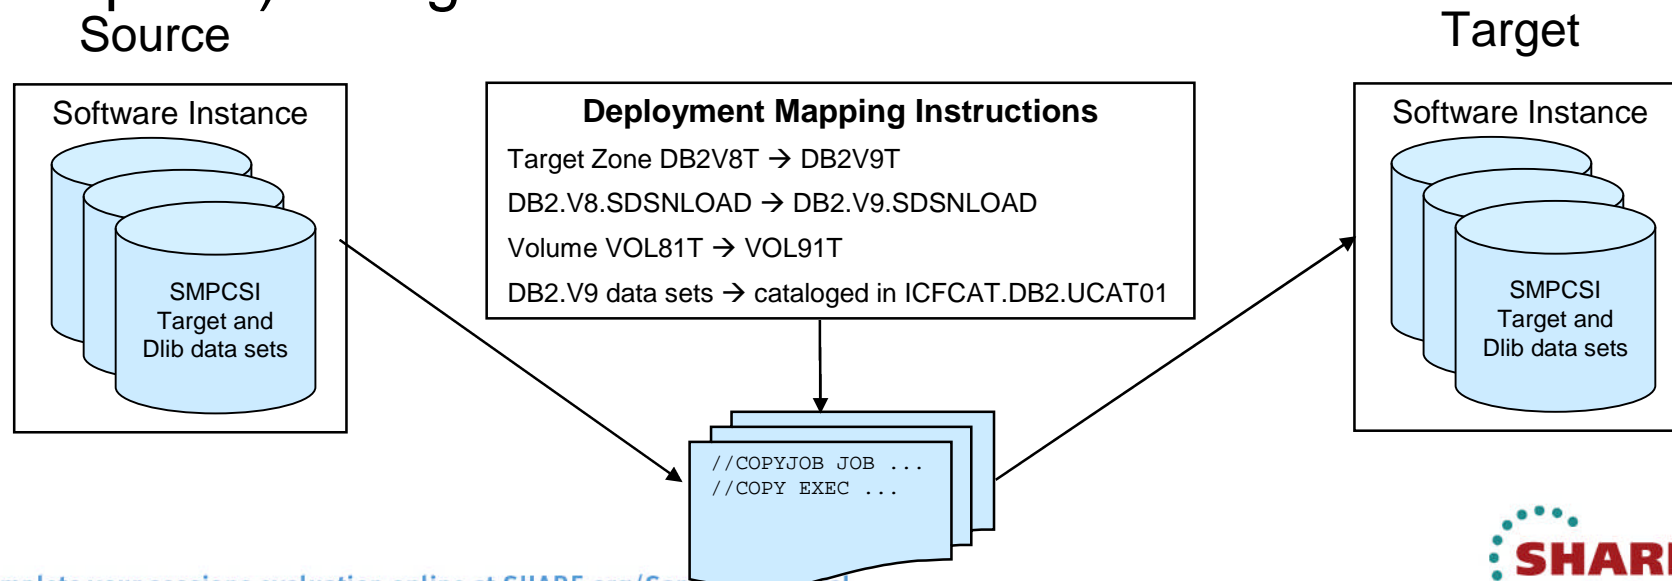 Source
Target
Software Instance
SMPCSI
Target and
Dlib data sets
Deployment Mapping Instructions
Target Zone DB2V8T → DB2V9T
DB2.V8.SDSNLOAD → DB2.V9.SDSNLOAD
Volume VOL81T → VOL91T
DB2.V9 data sets → cataloged in ICFCAT.DB2.UCAT01
Software Instance
SMPCSI
Target and
Dlib data sets
//COPYJOB JOB ...
//COPY EXEC ...
SHAR